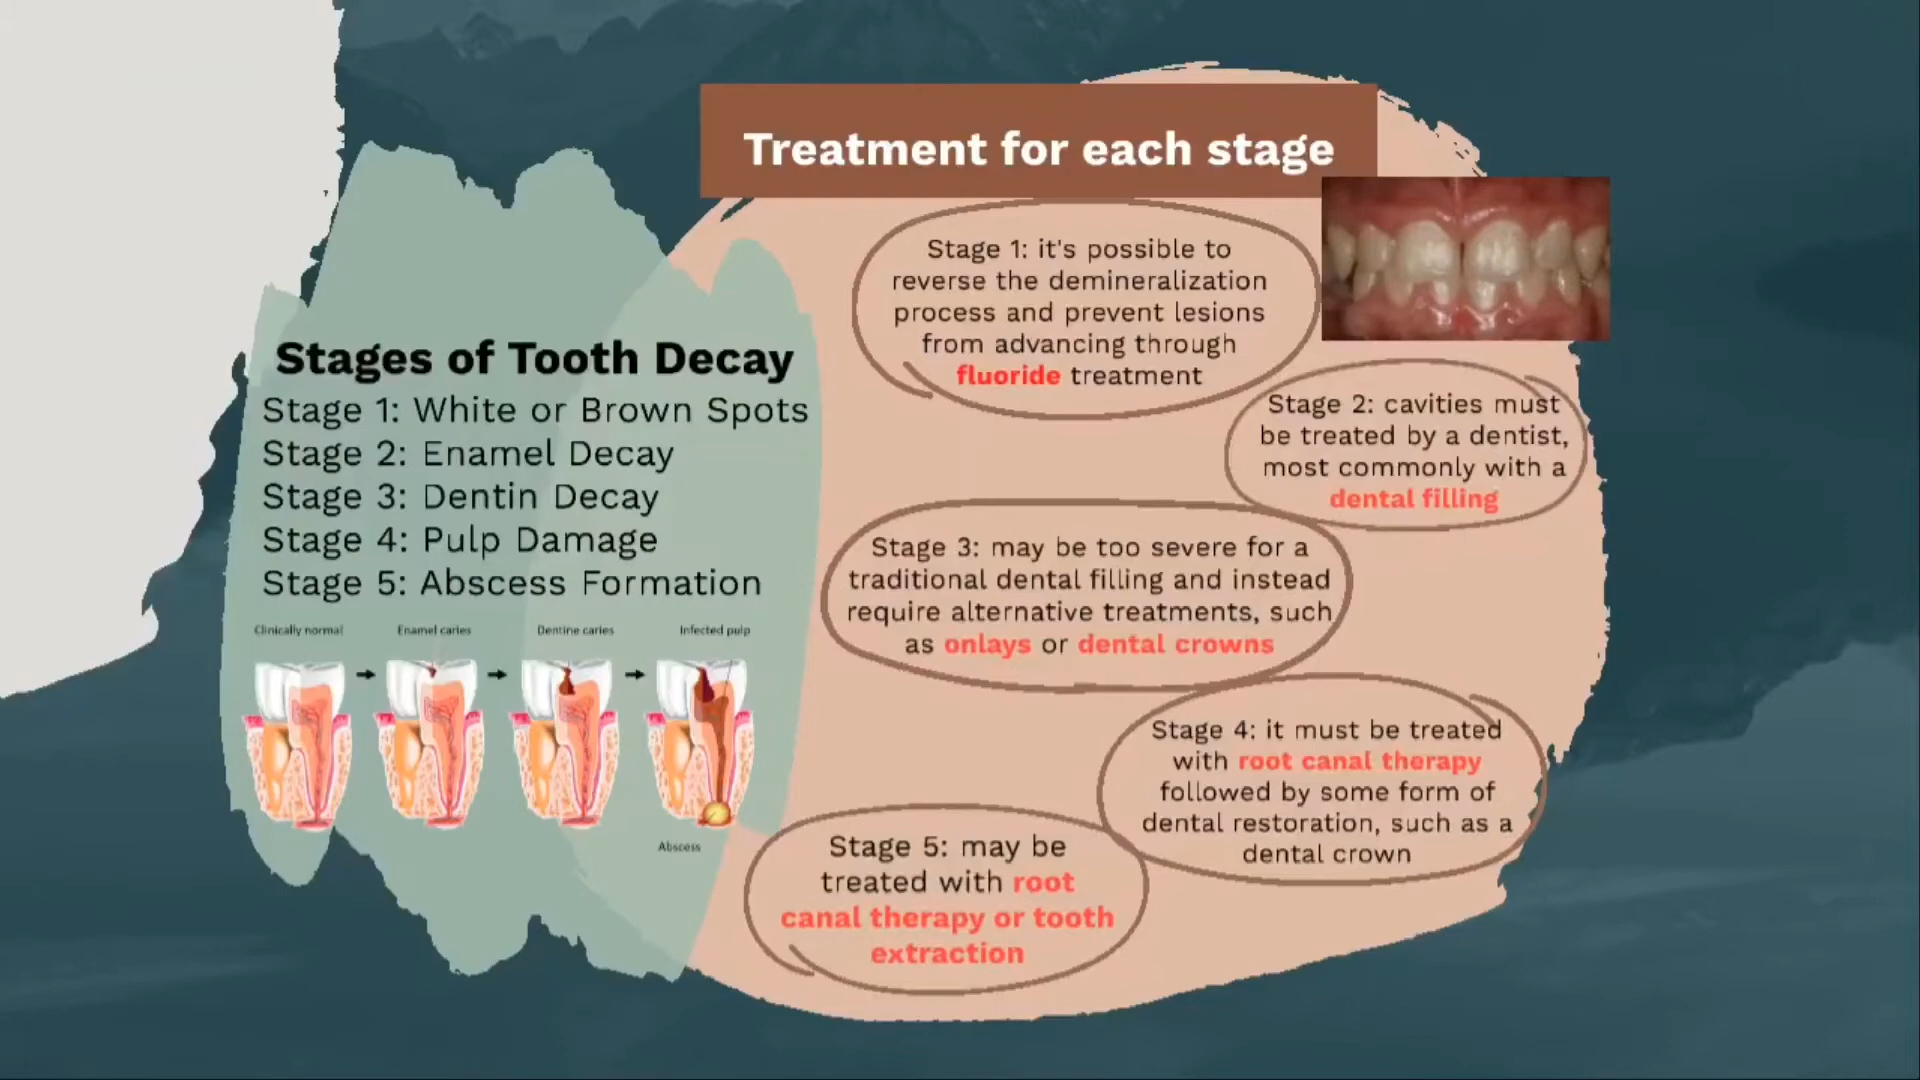 Treatment for each stage
Stages of Tooth Decay
Stage 1: White or Brown Spots
Stage 2: Enamel Decay
Stage 3: Dentin Decay
Stage 4: Pulp Damage
Stage 5: Abscess Formation
Clinically normal
Enamel caries
Dentine caries
Infected pulp
Abscess
Stage 1: it's possible to
reverse the demineralization
process and prevent lesions
from advancing through
fluoride treatment
Stage 2: cavities must
be treated by a dentist,
most commonly with a
dental filling
Stage 3: may be too severe for a
traditional dental filling and instead
require alternative treatments, such
as onlays or dental crowns
Stage 4: it must be treated
with root canal therapy
followed by some form of
dental restoration, such as a
dental crown
Stage 5: may be
treated with root
canal therapy or tooth
extraction